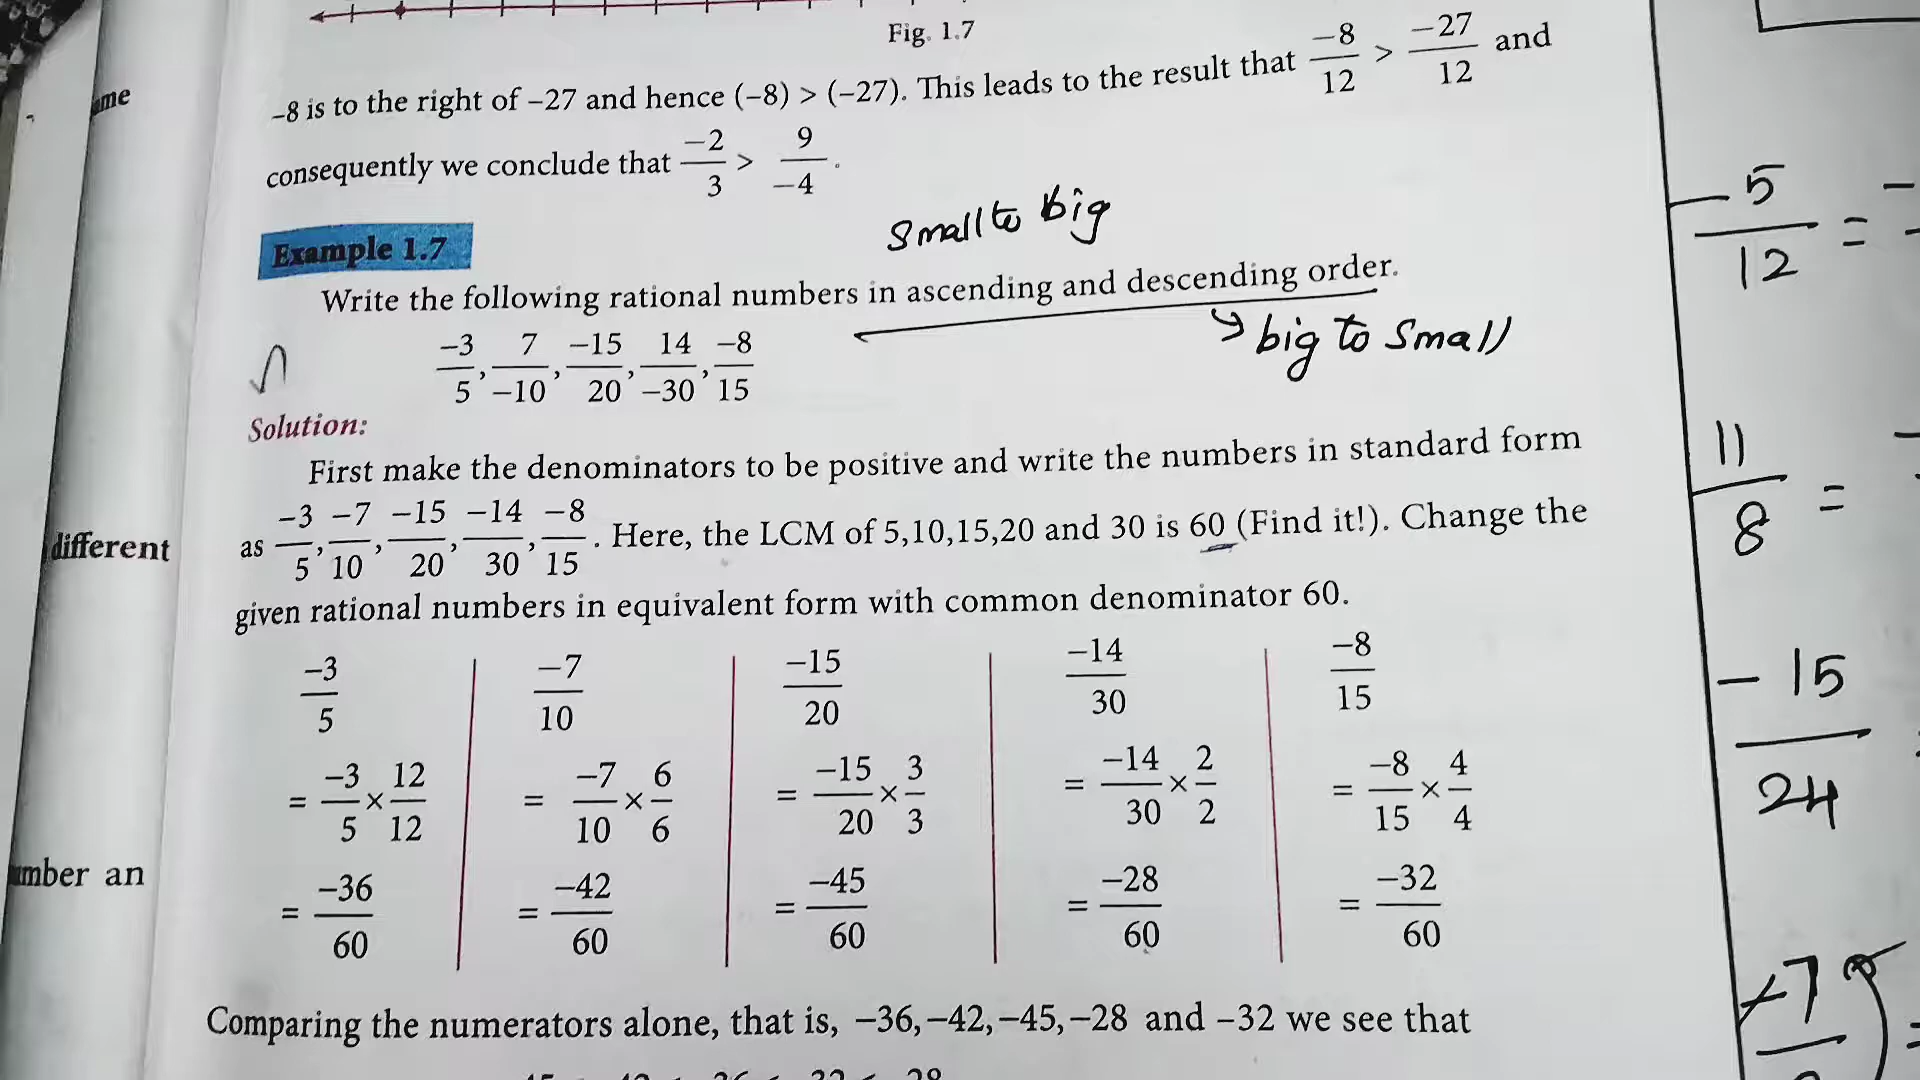 Fig. 1.7
-8 is to the right of -27 and hence (-8) > (-27). This leads to the result that -8/12 > -27/12 and
consequently we conclude that -2/3 > 9/-4.
Small to big
Example 1.7
Write the following rational numbers in ascending and descending order.
-3/5, 7/-10, -15/20, 14/-30, -8/15
big to Small
Solution:
First make the denominators to be positive and write the numbers in standard form
as -3/5, -7/10, -15/20, -14/30, -8/15. Here, the LCM of 5,10,15,20 and 30 is 60 (Find it!). Change the
given rational numbers in equivalent form with common denominator 60.
-3/5 -7/10 -15/20 -14/30 -8/15
= -3/5 × 12/12 = -7/10 × 6/6 = -15/20 × 3/3 = -14/30 × 2/2 = -8/15 × 4/4
= -36/60 = -42/60 = -45/60 = -28/60 = -32/60
Comparing the numerators alone, that is, -36,-42,-45,-28 and -32 we see that
different
mber an
-5/12 =
11/8 =
-15/24